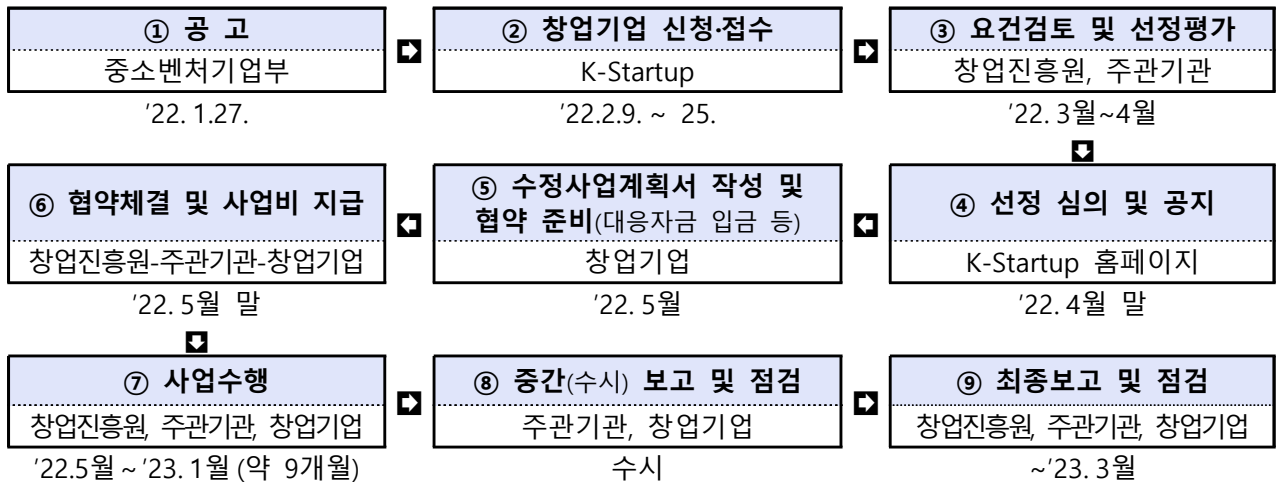 ① 공 고
중소벤처기업부
'22. 1.27.
② 창업기업 신청·접수
K-Startup
'22.2.9. ~ 25.
③ 요건검토 및 선정평가
창업진흥원, 주관기관
'22. 3월~4월
④ 선정 심의 및 공지
K-Startup 홈페이지
'22. 4월 말
⑤ 수정사업계획서 작성 및
협약 준비(대응자금 입금 등)
창업기업
'22. 5월
⑥ 협약체결 및 사업비 지급
창업진흥원-주관기관-창업기업
'22. 5월 말
⑦ 사업수행
창업진흥원, 주관기관, 창업기업
'22.5월 ~ '23. 1월 (약 9개월)
⑧ 중간(수시) 보고 및 점검
주관기관, 창업기업
수시
⑨ 최종보고 및 점검
창업진흥원, 주관기관, 창업기업
~'23. 3월